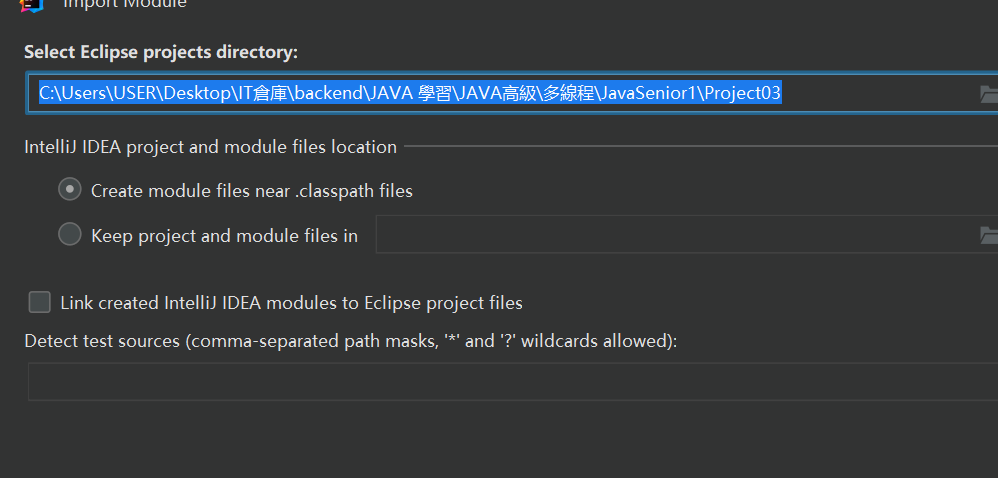 Import Module
Select Eclipse projects directory:
C:\Users\USER\Desktop\IT倉庫\backend\JAVA 學習\JAVA高級\多線程\JavaSenior1\Project03
IntelliJ IDEA project and module files location
Create module files near .classpath files
Keep project and module files in
Link created IntelliJ IDEA modules to Eclipse project files
Detect test sources (comma-separated path masks, '*' and '?' wildcards allowed):